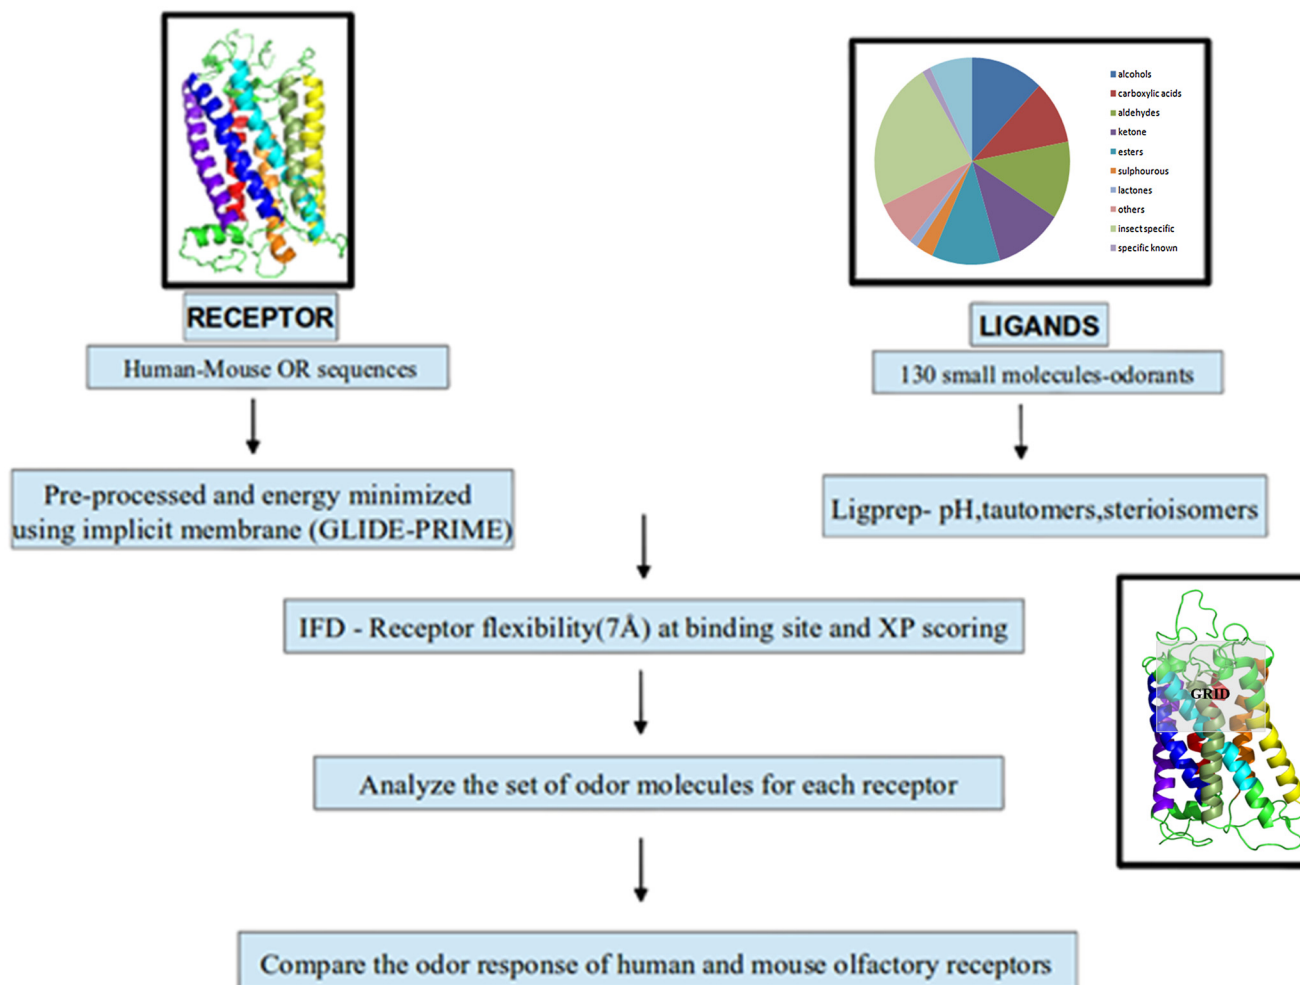 alcohols
carboxylic acids
aldehydes
ketone
esters
sulphourous
lactones
others
insect specific
specific known
RECEPTOR
LIGANDS
Human-Mouse OR sequences
130 small molecules-odorants
Pre-processed and energy minimized
using implicit membrane (GLIDE-PRIME)
Ligprep- pH,tautomers,sterioisomers
IFD - Receptor flexibility(7Å) at binding site and XP scoring
GRID
Analyze the set of odor molecules for each receptor
Compare the odor response of human and mouse olfactory receptors